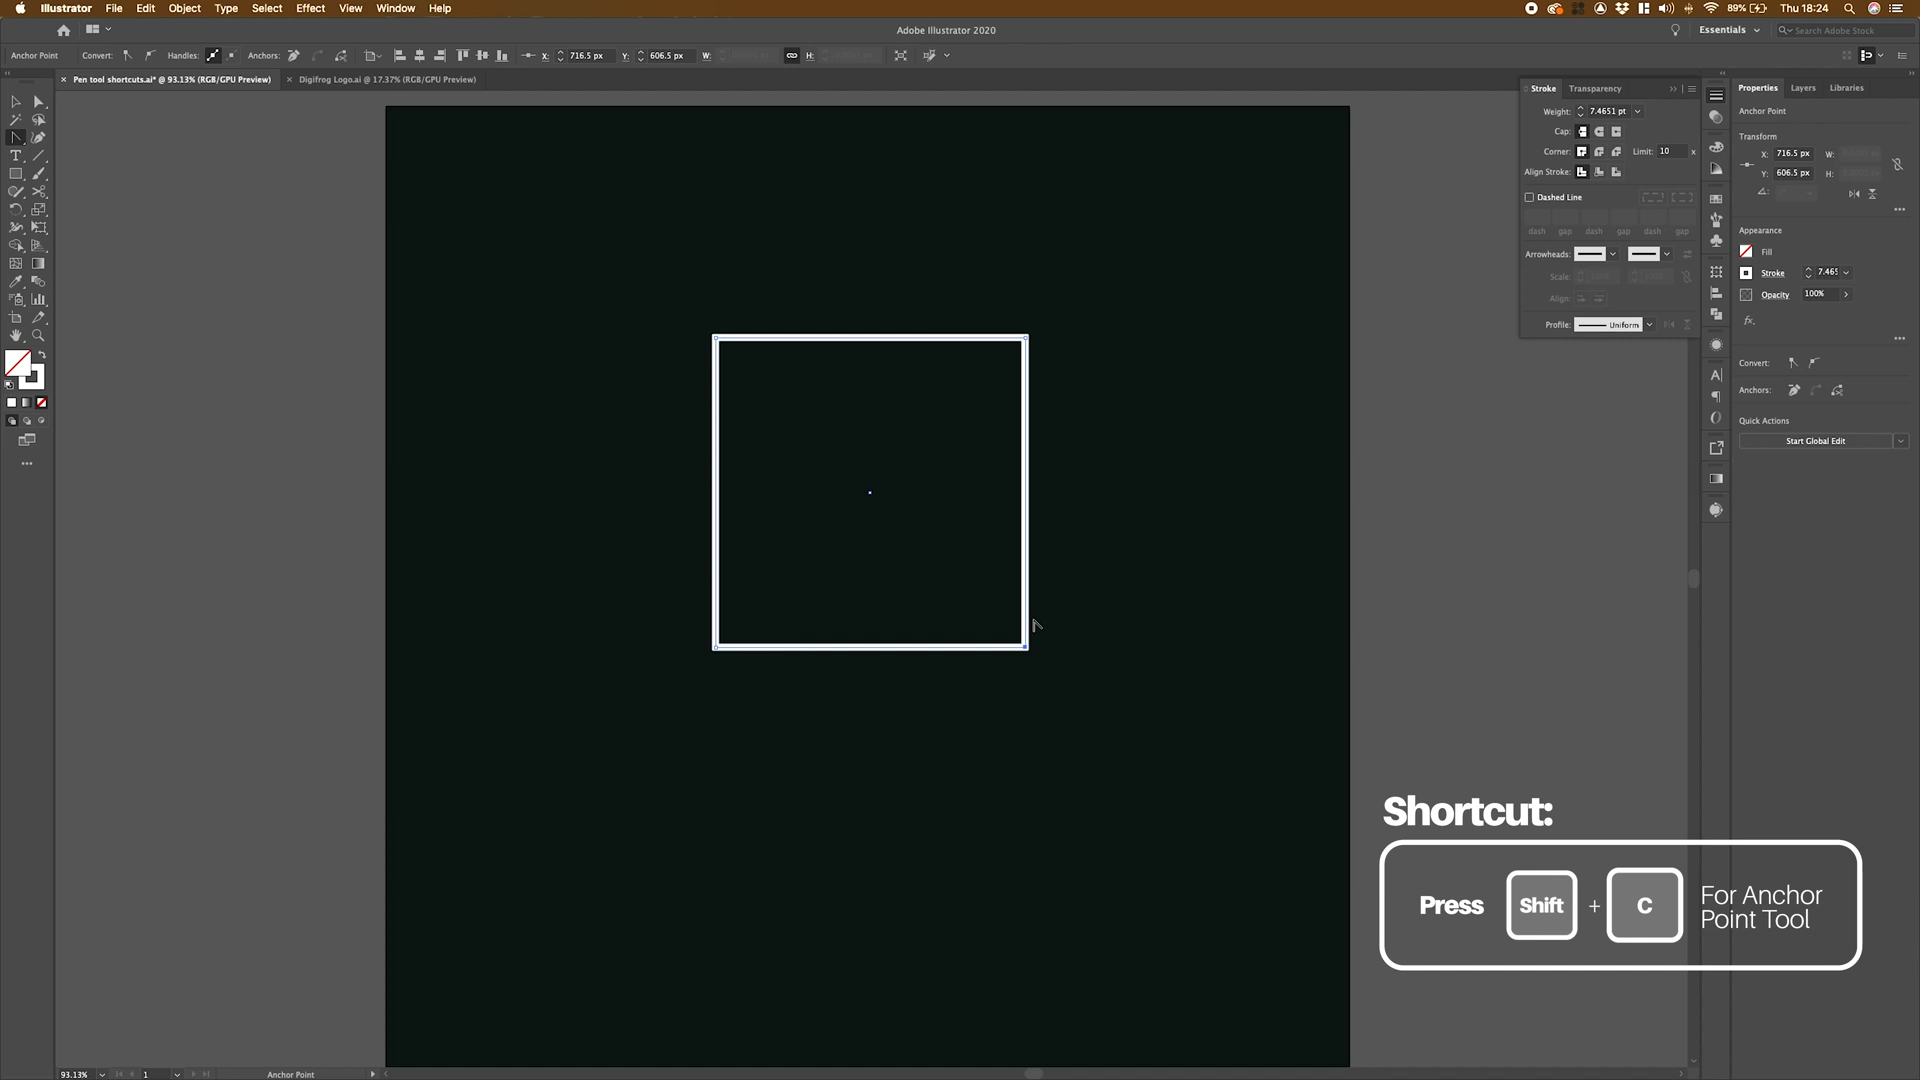 Illustrator File Edit Object Type Select Effect View Window Help
89% Thu 18:24
Adobe Illustrator 2020
Essentials
Search Adobe Stock
Anchor Point Convert: Handles: Anchors: X: 716.5 px Y: 606.5 px W: H:
× Pen tool shortcuts.ai* @ 93.13% (RGB/GPU Preview) × Digifrog Logo.ai @ 17.37% (RGB/GPU Preview)
Stroke Transparency
Weight: 7.4651 pt
Cap:
Corner: Limit: 10 x
Align Stroke:
Dashed Line
dash gap dash gap dash gap
Arrowheads:
Scale:
Align:
Profile: Uniform
Properties Layers Libraries
Anchor Point
Transform
X: 716.5 px W:
Y: 606.5 px H:
Appearance
Fill
Stroke 7.465
Opacity 100%
fx.
Convert:
Anchors:
Quick Actions
Start Global Edit
Shortcut:
Press Shift + C For Anchor
Point Tool
93.13% 1 Anchor Point